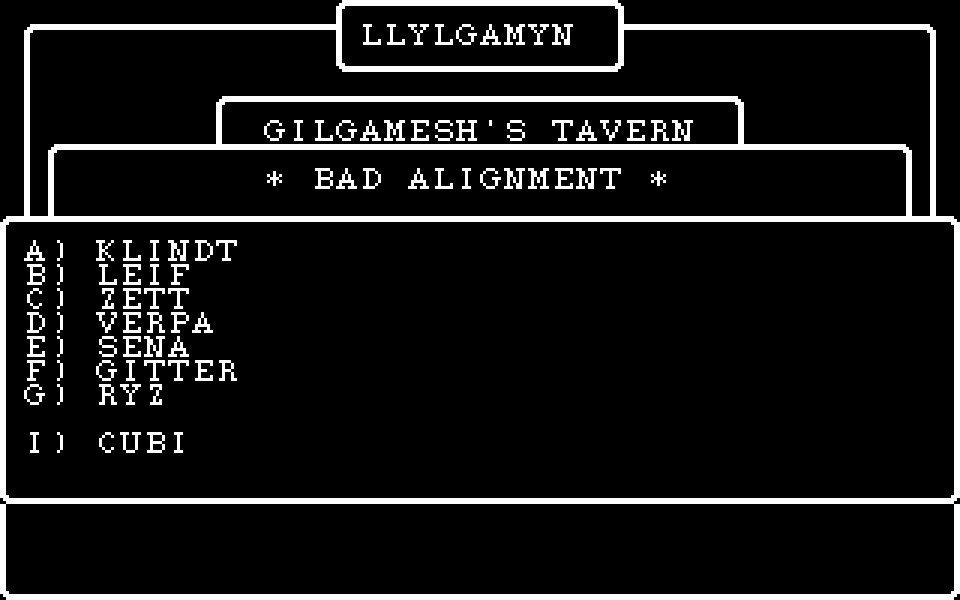 LLYLGAMYN
GILGAMESH'S TAVERN
* BAD ALIGNMENT *
A) KLINDT
B) LEIF
C) ZETT
D) VERPA
E) SENA
F) GITTER
G) RYZ
I) CUBI